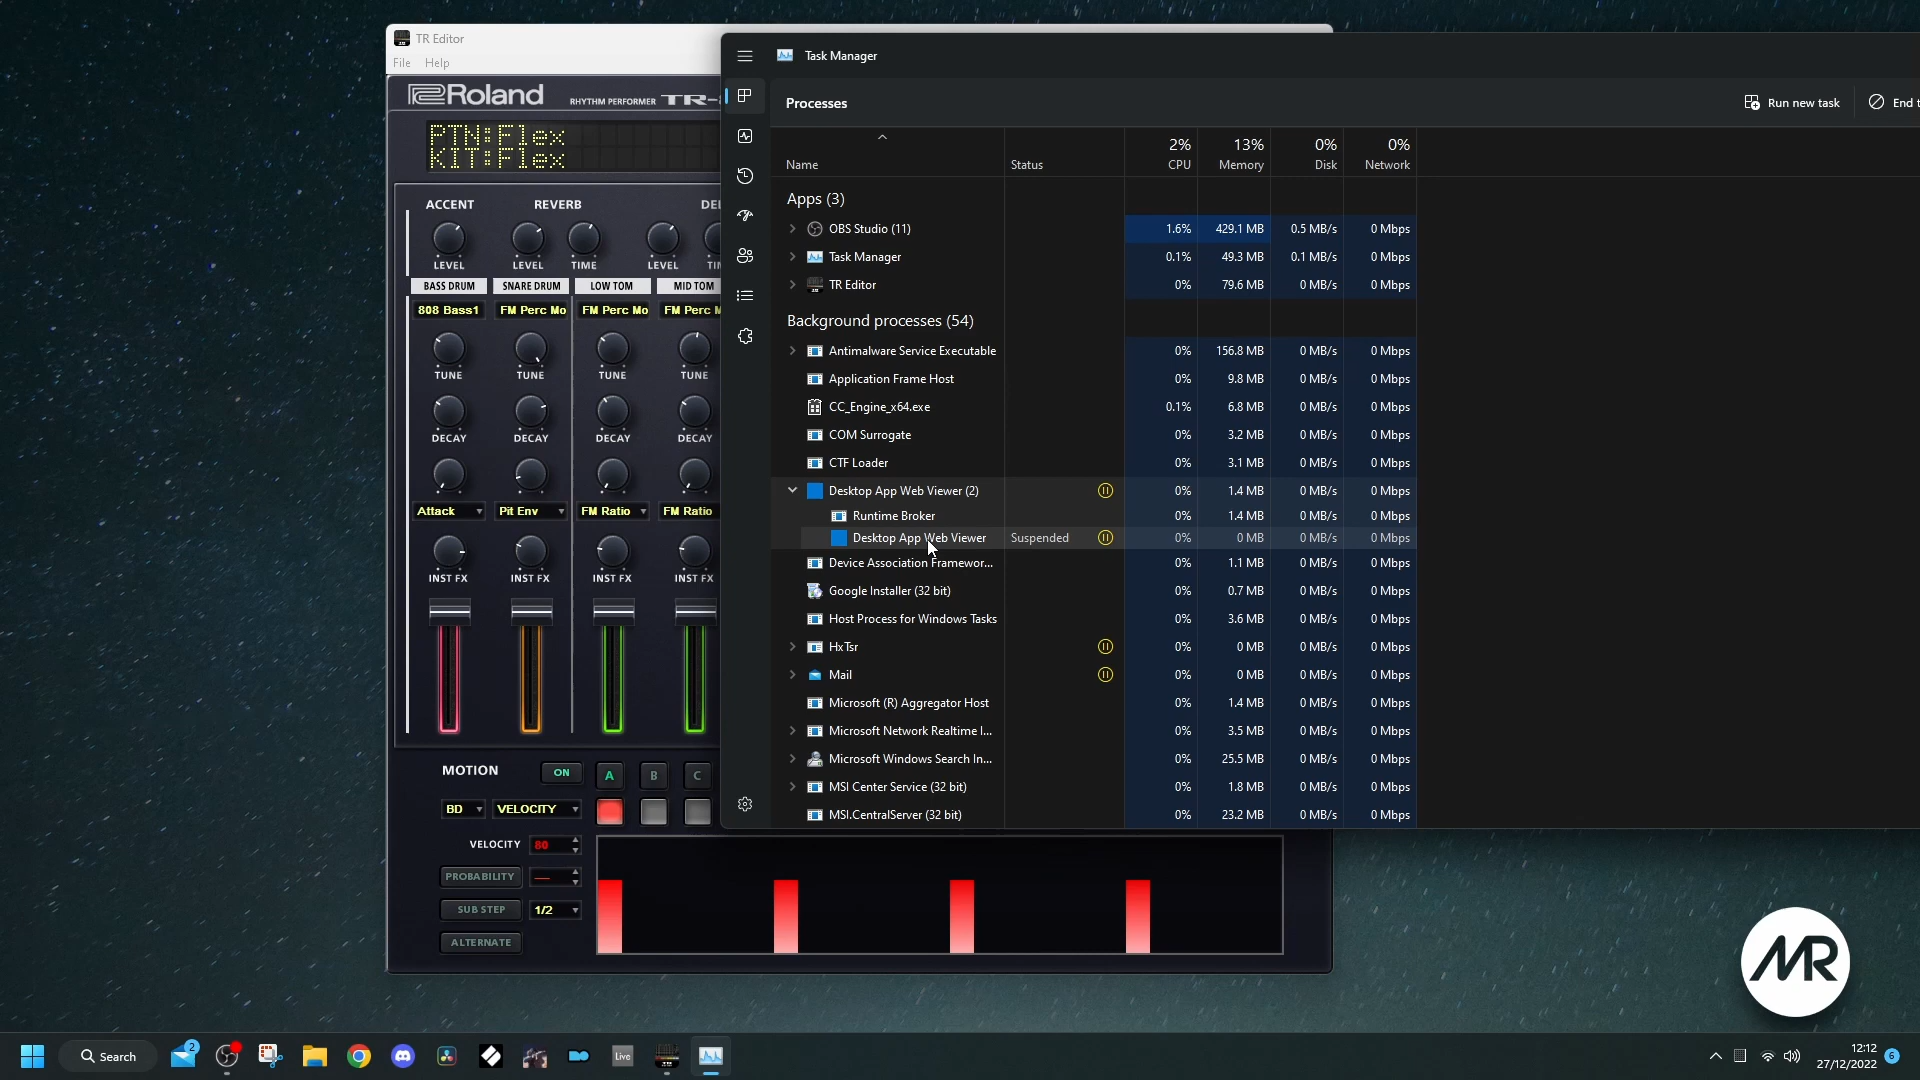 TR Editor
File Help
Roland RHYTHM PERFORMER TR-8
PTN:Flex
KIT:Flex
ACCENT REVERB
LEVEL LEVEL TIME LEVEL
BASS DRUM SNARE DRUM LOW TOM MID TOM
808 Bass1 FM Perc Mo FM Perc Mo FM Perc M
TUNE TUNE TUNE TUNE
DECAY DECAY DECAY DECAY
Attack Pit Env FM Ratio FM Ratio
INST FX INST FX INST FX INST FX
MOTION ON A B C
BD VELOCITY
VELOCITY 80
PROBABILITY
SUB STEP 1/2
ALTERNATE
Task Manager
Processes Run new task End t
2% 13% 0% 0%
Name Status CPU Memory Disk Network
Apps (3)
OBS Studio (11) 1.6% 429.1 MB 0.5 MB/s 0 Mbps
Task Manager 0.1% 49.3 MB 0.1 MB/s 0 Mbps
TR Editor 0% 79.6 MB 0 MB/s 0 Mbps
Background processes (54)
Antimalware Service Executable 0% 156.8 MB 0 MB/s 0 Mbps
Application Frame Host 0% 9.8 MB 0 MB/s 0 Mbps
CC_Engine_x64.exe 0.1% 6.8 MB 0 MB/s 0 Mbps
COM Surrogate 0% 3.2 MB 0 MB/s 0 Mbps
CTF Loader 0% 3.1 MB 0 MB/s 0 Mbps
Desktop App Web Viewer (2) 0% 1.4 MB 0 MB/s 0 Mbps
Runtime Broker 0% 1.4 MB 0 MB/s 0 Mbps
Desktop App Web Viewer Suspended 0% 0 MB 0 MB/s 0 Mbps
Device Association Framewor... 0% 1.1 MB 0 MB/s 0 Mbps
Google Installer (32 bit) 0% 0.7 MB 0 MB/s 0 Mbps
Host Process for Windows Tasks 0% 3.6 MB 0 MB/s 0 Mbps
HxTsr 0% 0 MB 0 MB/s 0 Mbps
Mail 0% 0 MB 0 MB/s 0 Mbps
Microsoft (R) Aggregator Host 0% 1.4 MB 0 MB/s 0 Mbps
Microsoft Network Realtime I... 0% 3.5 MB 0 MB/s 0 Mbps
Microsoft Windows Search In... 0% 25.5 MB 0 MB/s 0 Mbps
MSI Center Service (32 bit) 0% 1.8 MB 0 MB/s 0 Mbps
MSI.CentralServer (32 bit) 0% 23.2 MB 0 MB/s 0 Mbps
MR
Search 2 Live 12:12
27/12/2022 6